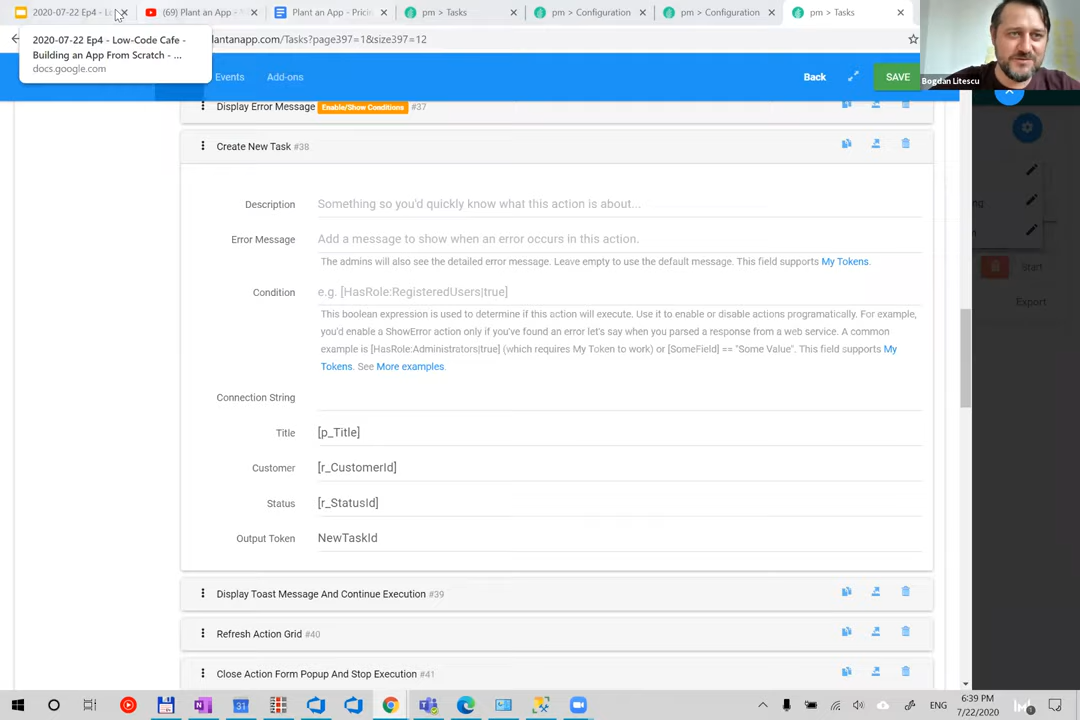 2020-07-22 Ep4 - Lo
(69) Plant an App -
Plant an App - Pricin
pm > Tasks
pm > Configuration
pm > Configuration
pm > Tasks
2020-07-22 Ep4 - Low-Code Cafe -
Building an App From Scratch - ...
docs.google.com
lantanapp.com/Tasks?page397=1&size397=12
Events
Add-ons
Back
SAVE
Bogdan Litescu
Display Error Message Enable/Show Conditions #37
Create New Task #38
Description
Something so you'd quickly know what this action is about...
Error Message
Add a message to show when an error occurs in this action.
The admins will also see the detailed error message. Leave empty to use the default message. This field supports My Tokens.
Condition
e.g. [HasRole:RegisteredUsers|true]
This boolean expression is used to determine if this action will execute. Use it to enable or disable actions programatically. For example,
you'd enable a ShowError action only if you've found an error let's say when you parsed a response from a web service. A common
example is [HasRole:Administrators|true] (which requires My Token to work) or [SomeField] == "Some Value". This field supports My
Tokens. See More examples.
Connection String
Title
[p_Title]
Customer
[r_CustomerId]
Status
[r_StatusId]
Output Token
NewTaskId
Start
Export
Display Toast Message And Continue Execution #39
Refresh Action Grid #40
Close Action Form Popup And Stop Execution #41
ENG
6:39 PM
7/22/2020